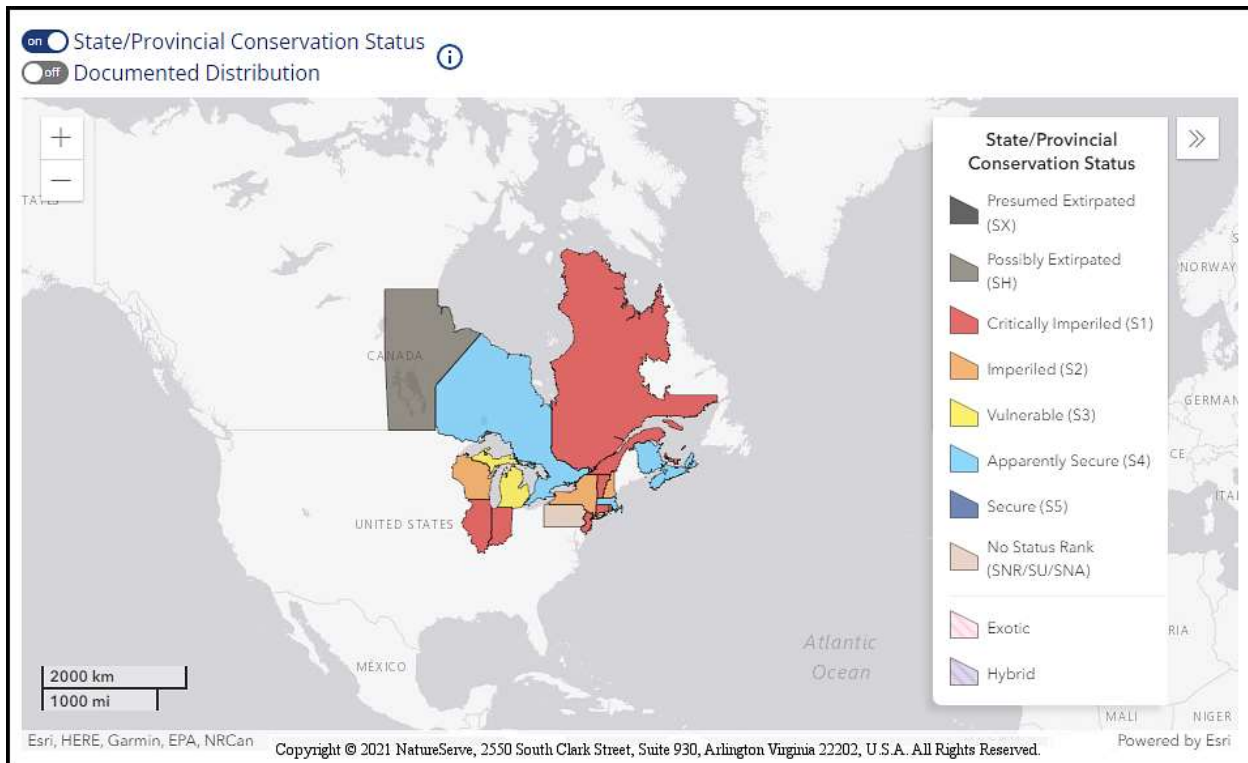 on State/Provincial Conservation Status
off Documented Distribution
i
+
−
State/Provincial
Conservation Status
Presumed Extirpated
(SX)
Possibly Extirpated
(SH)
Critically Imperiled (S1)
Imperiled (S2)
Vulnerable (S3)
Apparently Secure (S4)
Secure (S5)
No Status Rank
(SNR/SU/SNA)
Exotic
Hybrid
NORWAY
CANADA
GERMAN
UNITED STATES
MÉXICO
Atlantic
Ocean
MALI
NIGER
2000 km
1000 mi
Esri, HERE, Garmin, EPA, NRCan
Copyright © 2021 NatureServe, 2550 South Clark Street, Suite 930, Arlington Virginia 22202, U.S.A. All Rights Reserved.
Powered by Esri